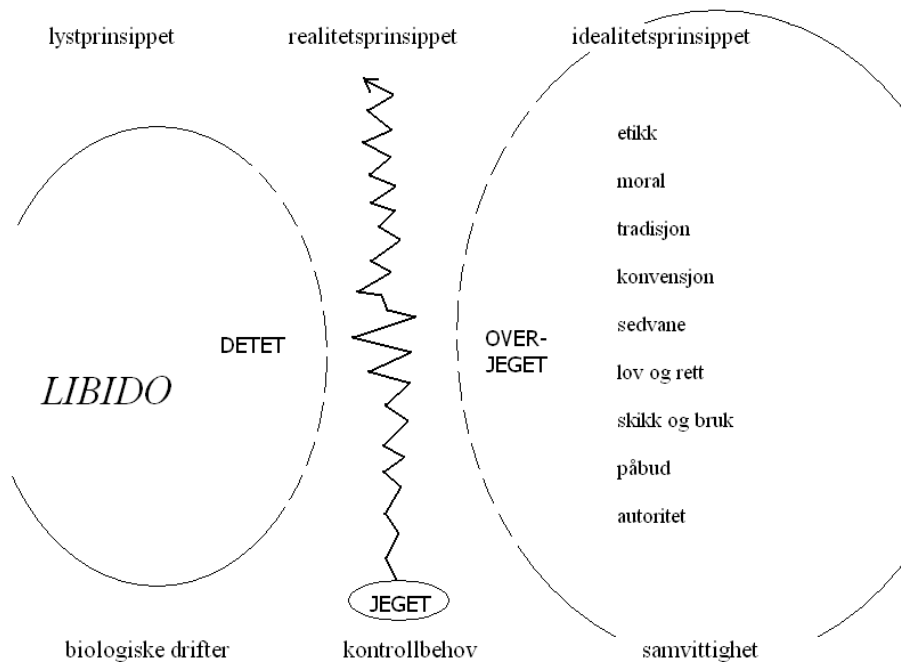 lystprinsippet
realitetsprinsippet
idealitetsprinsippet
etikk
moral
tradisjon
konvensjon
sedvane
lov og rett
skikk og bruk
påbud
autoritet
DETET
LIBIDO
OVER-
JEGET
JEGET
biologiske drifter
kontrollbehov
samvittighet